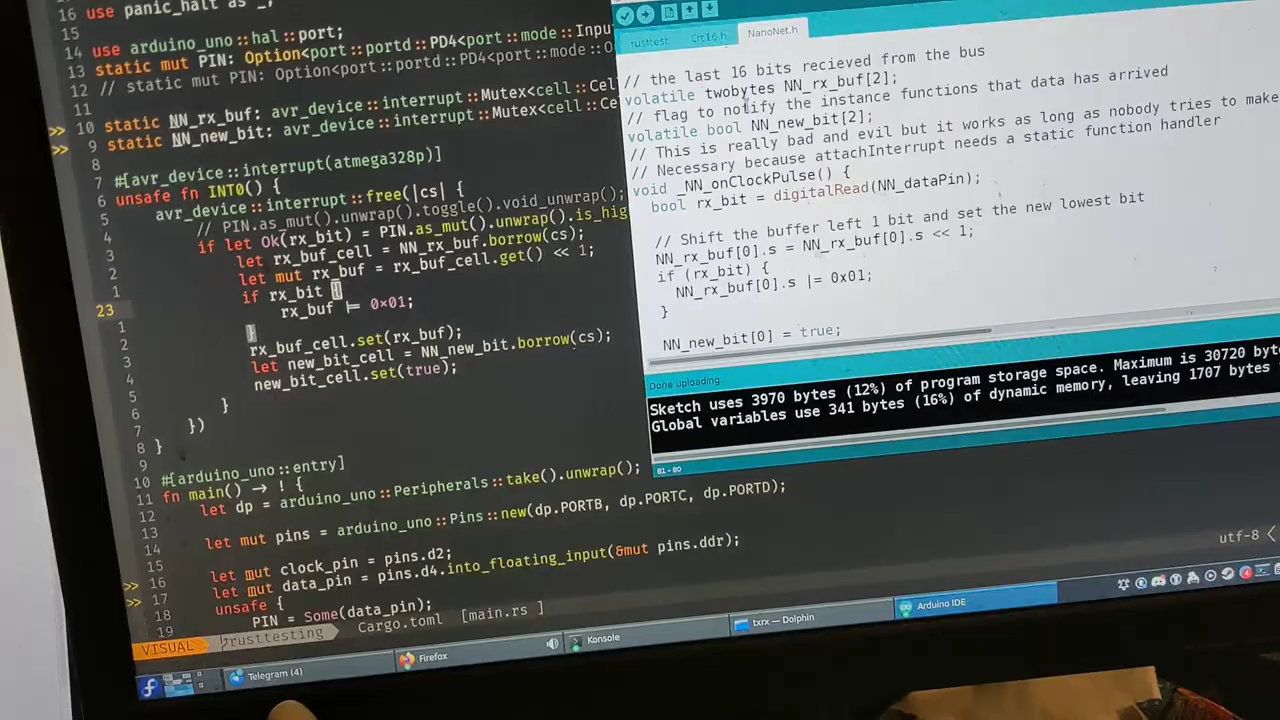 16 use panic_halt as _;
15
14 use arduino_uno::hal::port;
13 static mut PIN: Option<port::portd::PD4<port::mode::Inpu
12 // static mut PIN: Option<port::portd::PD4<port::mode::O
11
>> 10 static NN_rx_buf: avr_device::interrupt::Mutex<cell::Cel
>> 9 static NN_new_bit: avr_device::interrupt::Mutex<cell::Ce
8
7 #[avr_device::interrupt(atmega328p)]
6 unsafe fn INT0() {
5 avr_device::interrupt::free(|cs| {
4 // PIN.as_mut().unwrap().toggle().void_unwrap();
3 if let Ok(rx_bit) = PIN.as_mut().unwrap().is_hig
2 let rx_buf_cell = NN_rx_buf.borrow(cs);
1 let mut rx_buf = rx_buf_cell.get() << 1;
if rx_bit {
23 rx_buf |= 0x01;
1 }
2 rx_buf_cell.set(rx_buf);
3 let new_bit_cell = NN_new_bit.borrow(cs);
4 new_bit_cell.set(true);
5
6 }
7 })
8 }
9
10 #[arduino_uno::entry]
11 fn main() -> ! {
12 let dp = arduino_uno::Peripherals::take().unwrap();
13
14 let mut pins = arduino_uno::Pins::new(dp.PORTB, dp.PORTC, dp.PORTD);
15
16 let mut clock_pin = pins.d2;
>> 17 let mut data_pin = pins.d4.into_floating_input(&mut pins.ddr);
>> 18 unsafe {
19 PIN = Some(data_pin);
VISUAL rusttesting Cargo.toml [main.rs ]
utf-8
rusttest Crc16.h NanoNet.h
// the last 16 bits recieved from the bus
volatile twobytes NN_rx_buf[2];
// flag to notify the instance functions that data has arrived
volatile bool NN_new_bit[2];
// This is really bad and evil but it works as long as nobody tries to make
// Necessary because attachInterrupt needs a static function handler
void _NN_onClockPulse() {
bool rx_bit = digitalRead(NN_dataPin);
// Shift the buffer left 1 bit and set the new lowest bit
NN_rx_buf[0].s = NN_rx_buf[0].s << 1;
if (rx_bit) {
NN_rx_buf[0].s |= 0x01;
}
NN_new_bit[0] = true;
Done uploading.
Sketch uses 3970 bytes (12%) of program storage space. Maximum is 30720
Global variables use 341 bytes (16%) of dynamic memory, leaving 1707 bytes
81 - 80
Telegram (4)
Firefox
Konsole
txrx — Dolphin
Arduino IDE